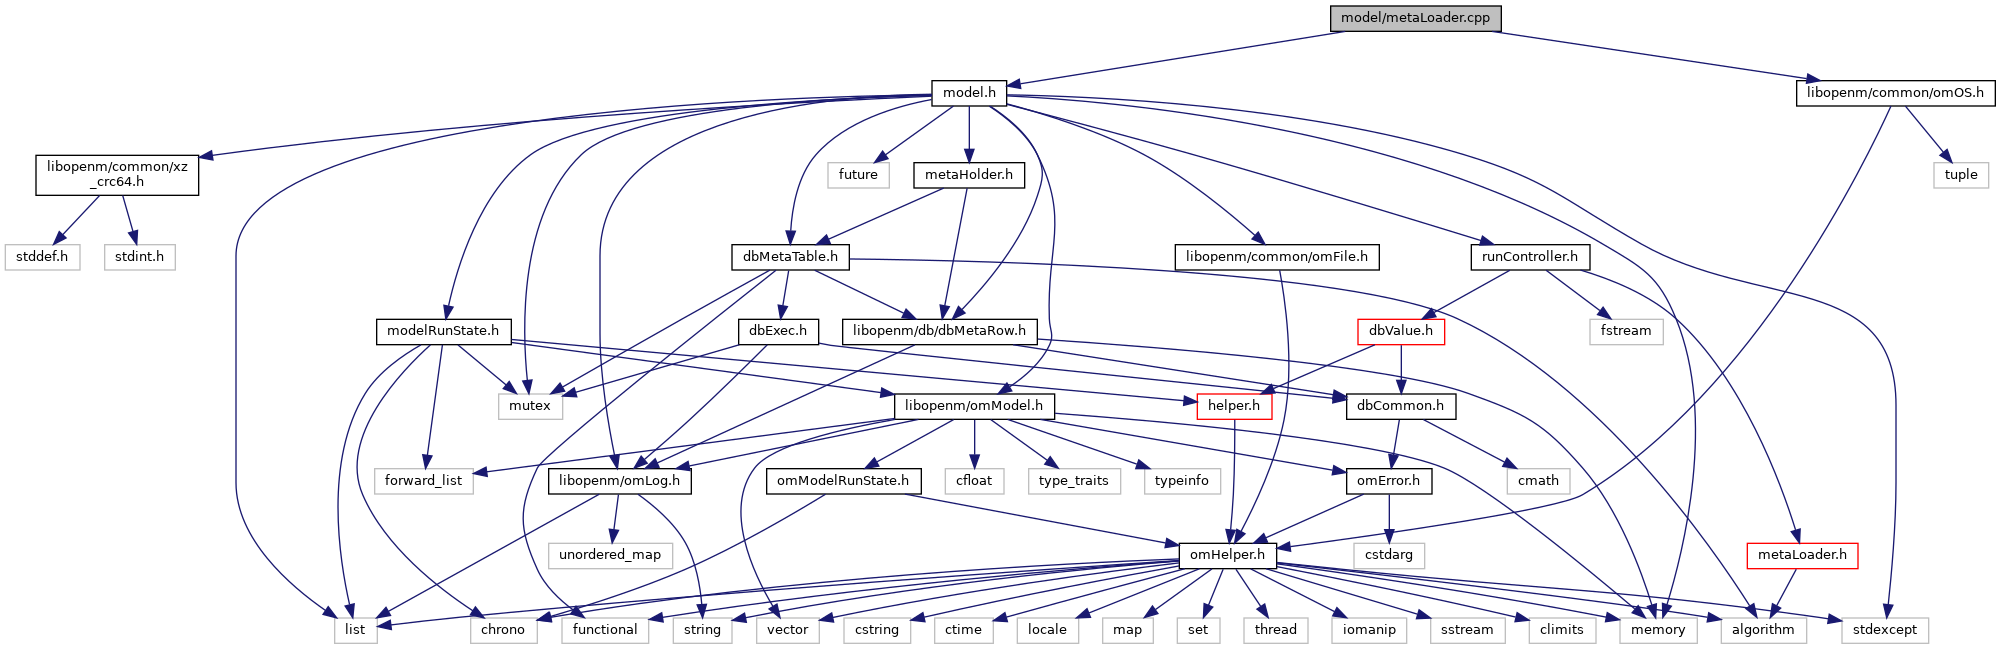 model/metaLoader.cpp
model.h
libopenm/common/omOS.h
libopenm/common/xz
_crc64.h
future
metaHolder.h
tuple
stddef.h
stdint.h
dbMetaTable.h
libopenm/common/omFile.h
runController.h
modelRunState.h
dbExec.h
libopenm/db/dbMetaRow.h
dbValue.h
fstream
mutex
libopenm/omModel.h
helper.h
dbCommon.h
forward_list
libopenm/omLog.h
omModelRunState.h
cfloat
type_traits
typeinfo
omError.h
cmath
unordered_map
omHelper.h
cstdarg
metaLoader.h
list
chrono
functional
string
vector
cstring
ctime
locale
map
set
thread
iomanip
sstream
climits
memory
algorithm
stdexcept